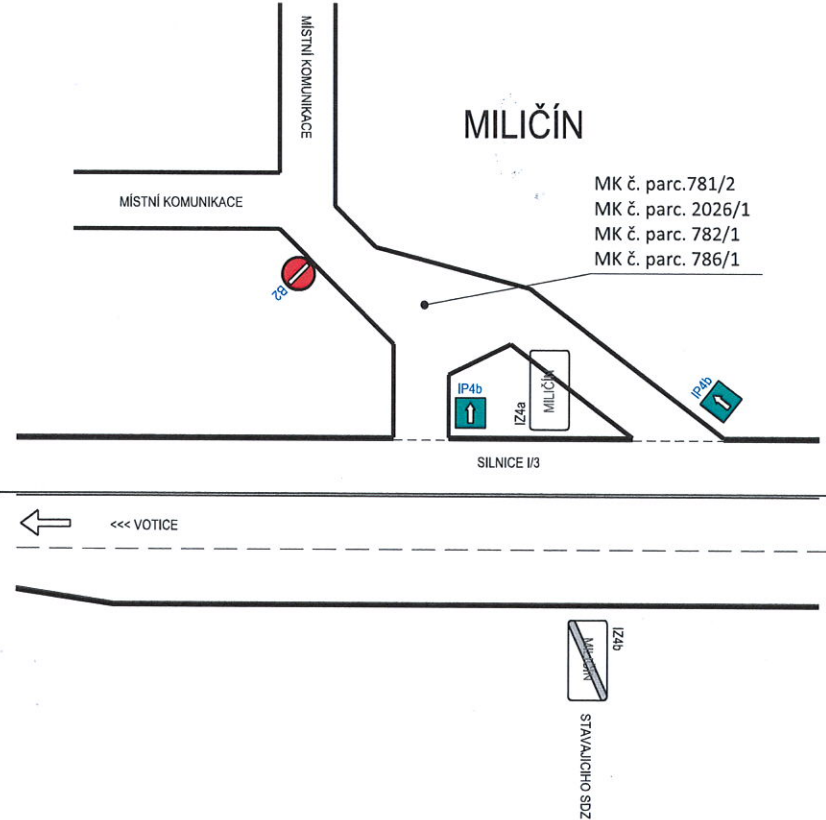 MÍSTNÍ KOMUNIKACE
MILIČÍN
MK č. parc.781/2
MK č. parc. 2026/1
MK č. parc. 782/1
MK č. parc. 786/1
MÍSTNÍ KOMUNIKACE
B2
IP4b
IZ4a
MILIČÍN
IP4b
SILNICE I/3
<<< VOTICE
MILIČÍN
IZ4b
STAVAJICIHO SDZ